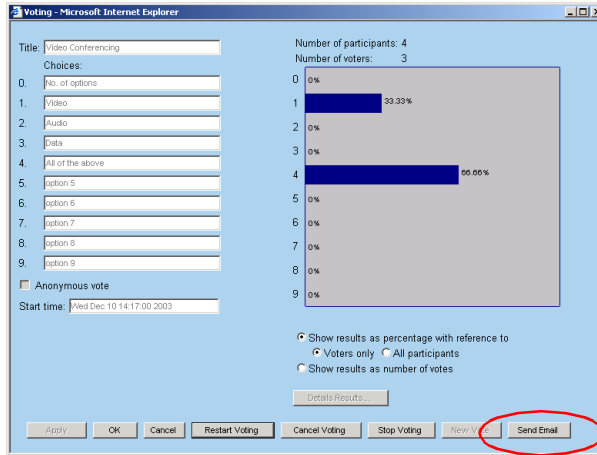 Voting - Microsoft Internet Explorer
Title: Video Conferencing
Choices:
0. No. of options
1. Video
2. Audio
3. Data
4. All of the above
5. option 5
6. option 6
7. option 7
8. option 8
9. option 9
Anonymous vote
Start time: Wed Dec 10 14:17:00 2003
Number of participants: 4
Number of voters: 3
0 0%
1 33.33%
2 0%
3 0%
4 66.66%
5 0%
6 0%
7 0%
8 0%
9 0%
Show results as percentage with reference to
Voters only All participants
Show results as number of votes
Details Results...
Apply OK Cancel Restart Voting Cancel Voting Stop Voting New Vote Send Email